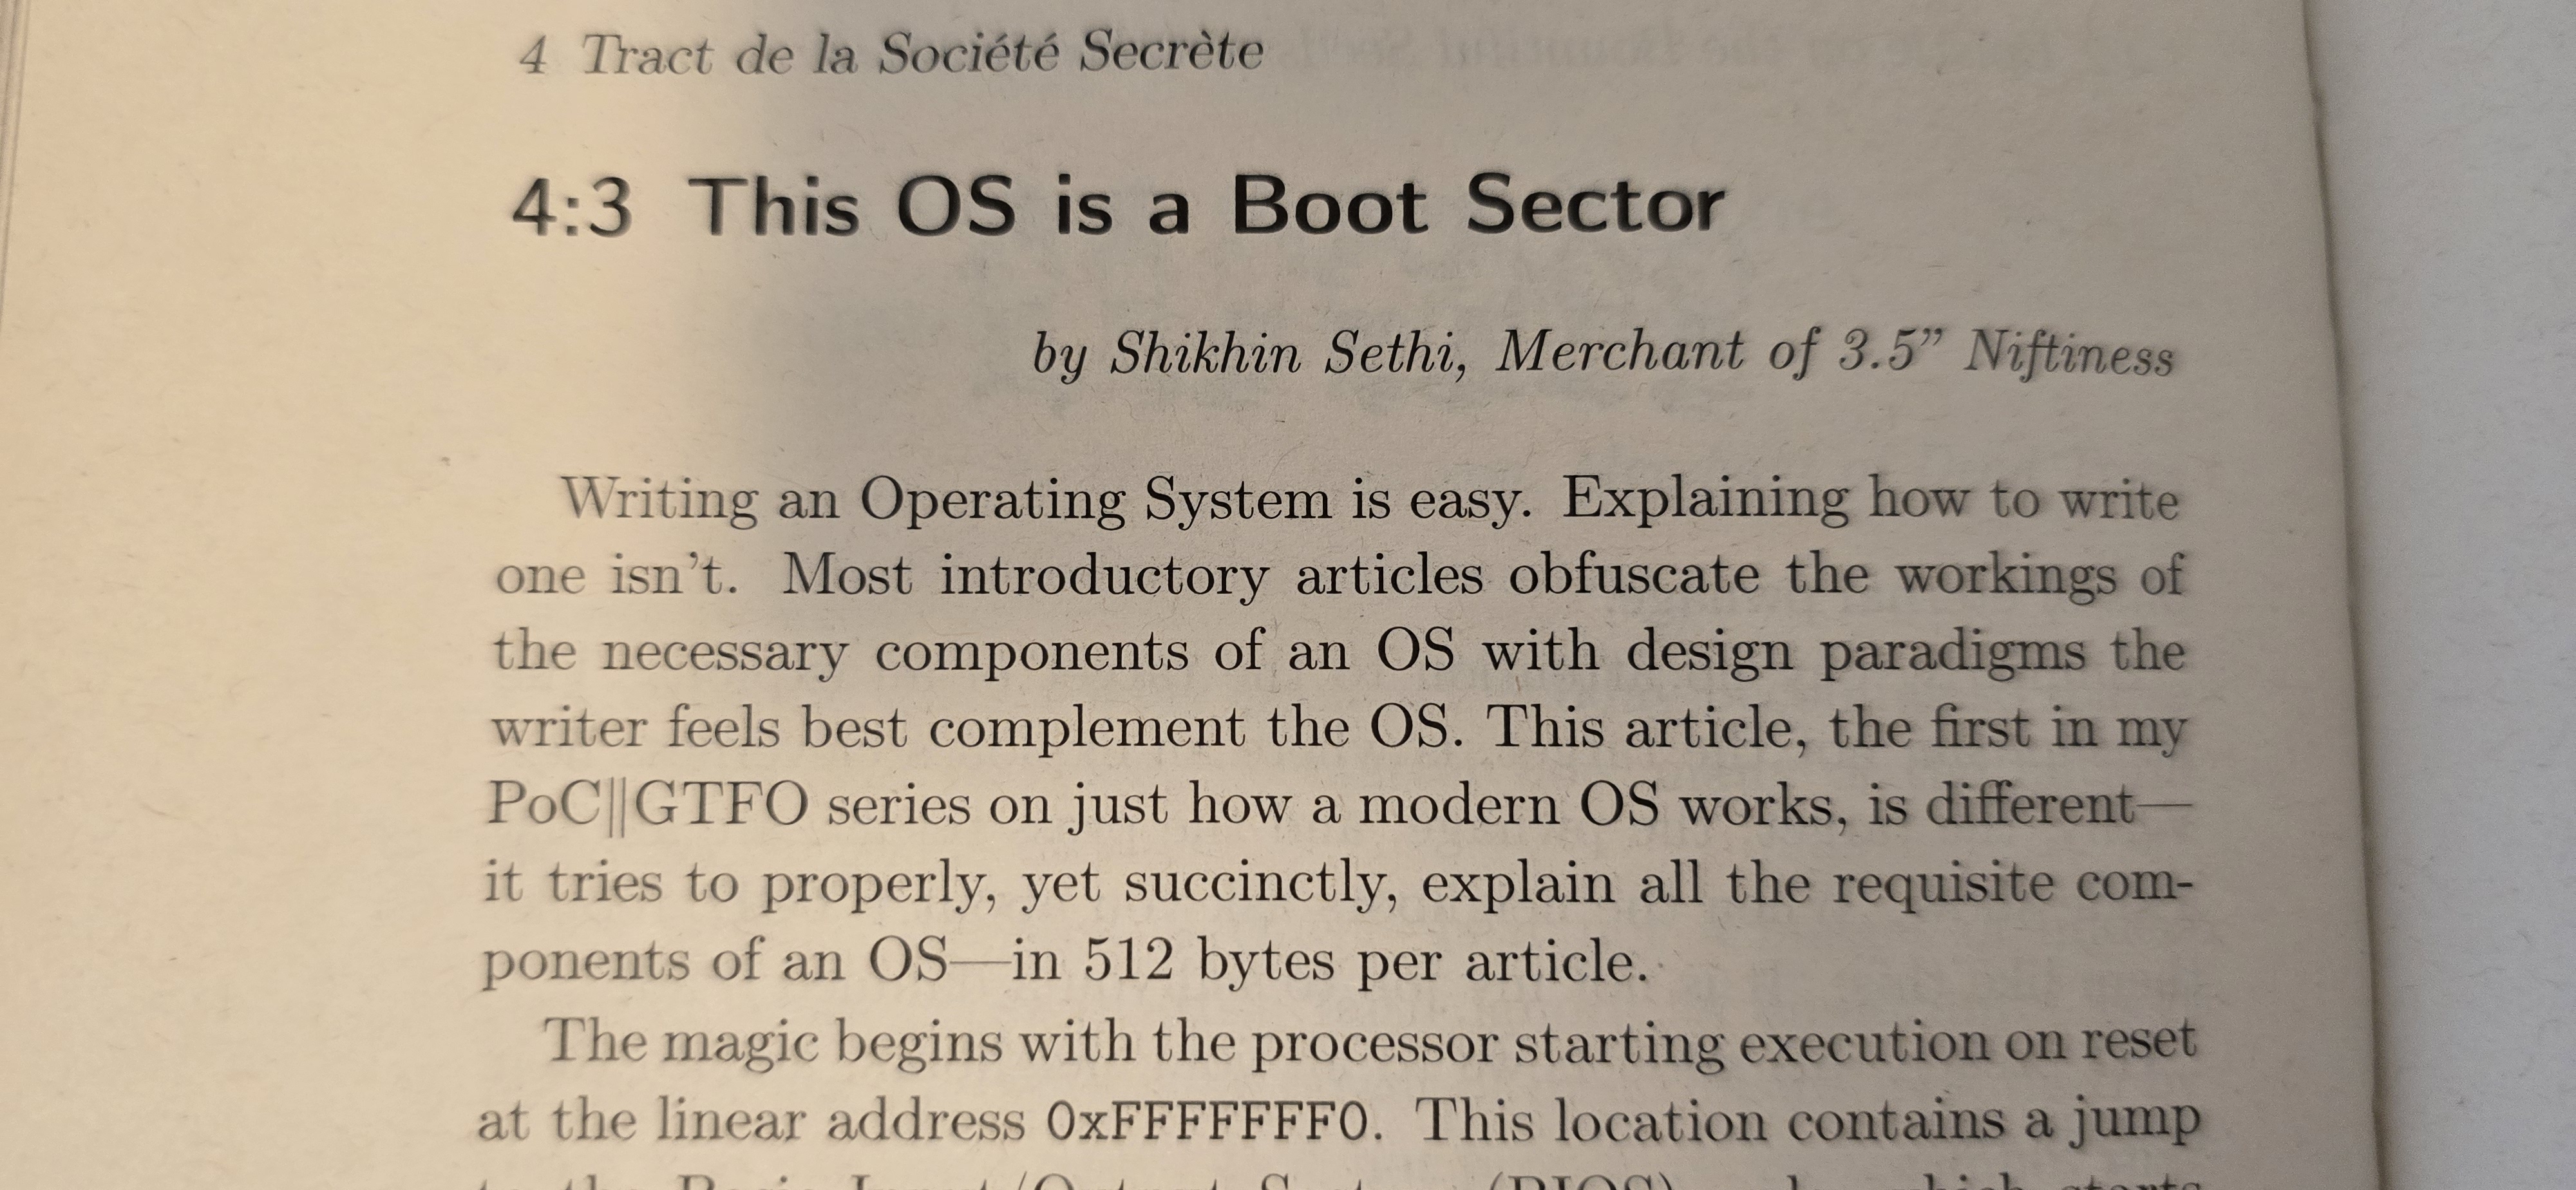 4 Tract de la Société Secrète
4:3 This OS is a Boot Sector
by Shikhin Sethi, Merchant of 3.5” Niftiness
Writing an Operating System is easy. Explaining how to write
one isn’t. Most introductory articles obfuscate the workings of
the necessary components of an OS with design paradigms the
writer feels best complement the OS. This article, the first in my
PoC||GTFO series on just how a modern OS works, is different—
it tries to properly, yet succinctly, explain all the requisite com-
ponents of an OS—in 512 bytes per article.
The magic begins with the processor starting execution on reset
at the linear address 0xFFFFFFF0. This location contains a jump